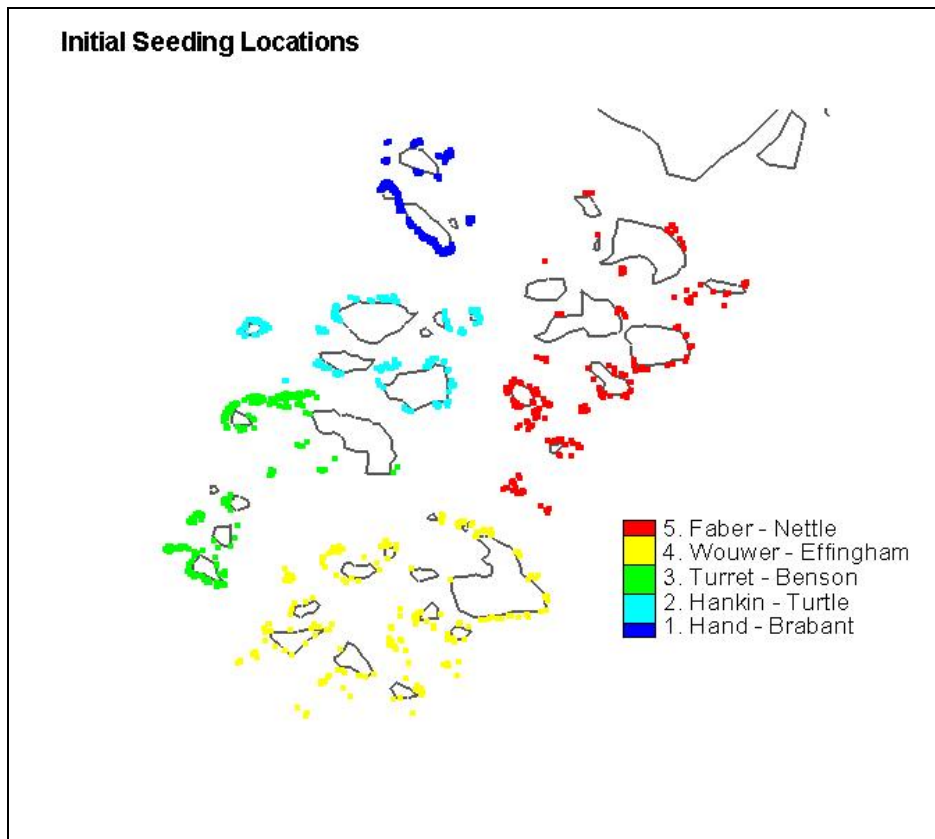 Initial Seeding Locations
5. Faber - Nettle
4. Wouwer - Effingham
3. Turret - Benson
2. Hankin - Turtle
1. Hand - Brabant